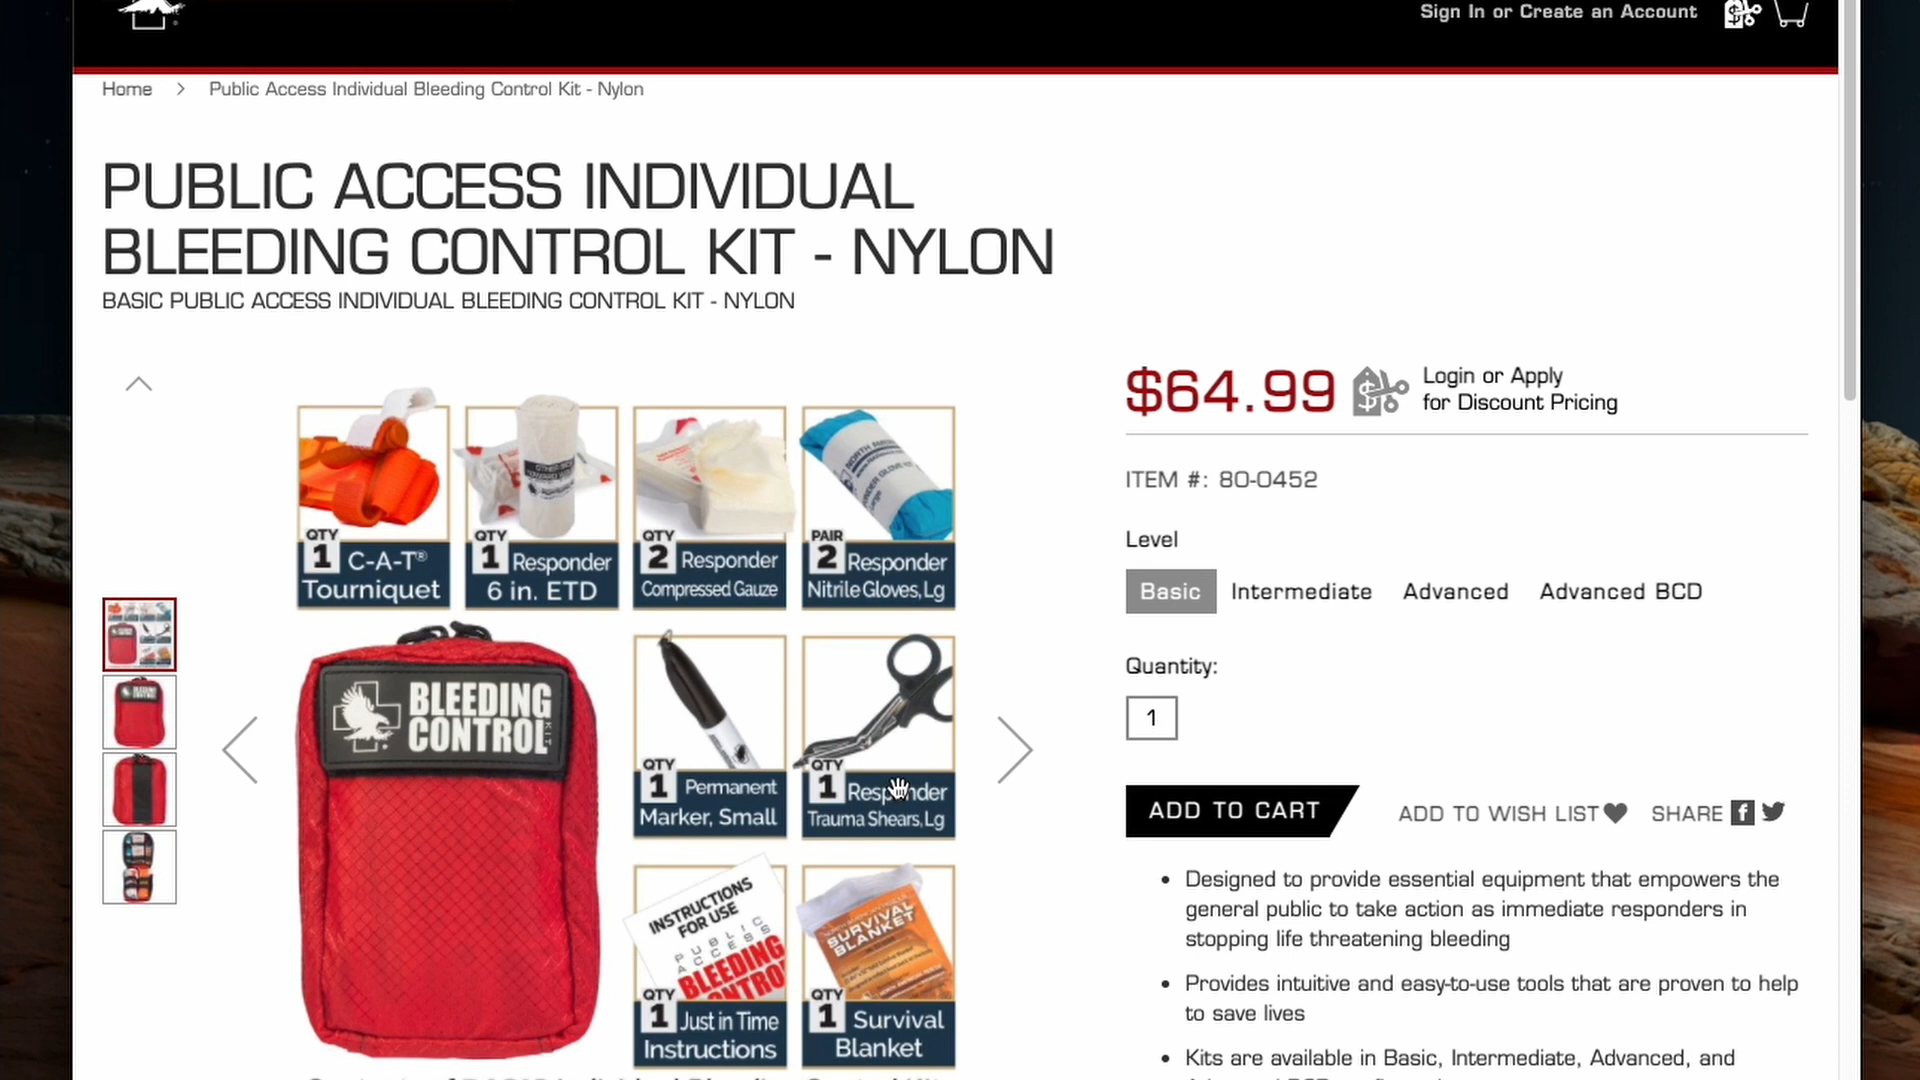 Sign In or Create an Account
Home > Public Access Individual Bleeding Control Kit - Nylon
PUBLIC ACCESS INDIVIDUAL
BLEEDING CONTROL KIT - NYLON
BASIC PUBLIC ACCESS INDIVIDUAL BLEEDING CONTROL KIT - NYLON
QTY
1 C-A-T®
Tourniquet
QTY
1 Responder
6 in. ETD
QTY
2 Responder
Compressed Gauze
PAIR
2 Responder
Nitrile Gloves, Lg
BLEEDING
CONTROL
KIT
QTY
1 Permanent
Marker, Small
QTY
1 Responder
Trauma Shears, Lg
INSTRUCTIONS
FOR USE
PUBLIC
ACCESS
BLEEDING
QTY
1 Just in Time
Instructions
SURVIVAL
BLANKET
QTY
1 Survival
Blanket
$64.99
Login or Apply
for Discount Pricing
ITEM #: 80-0452
Level
Basic Intermediate Advanced Advanced BCD
Quantity:
1
ADD TO CART ADD TO WISH LIST SHARE
• Designed to provide essential equipment that empowers the
general public to take action as immediate responders in
stopping life threatening bleeding
• Provides intuitive and easy-to-use tools that are proven to help
to save lives
• Kits are available in Basic, Intermediate, Advanced, and